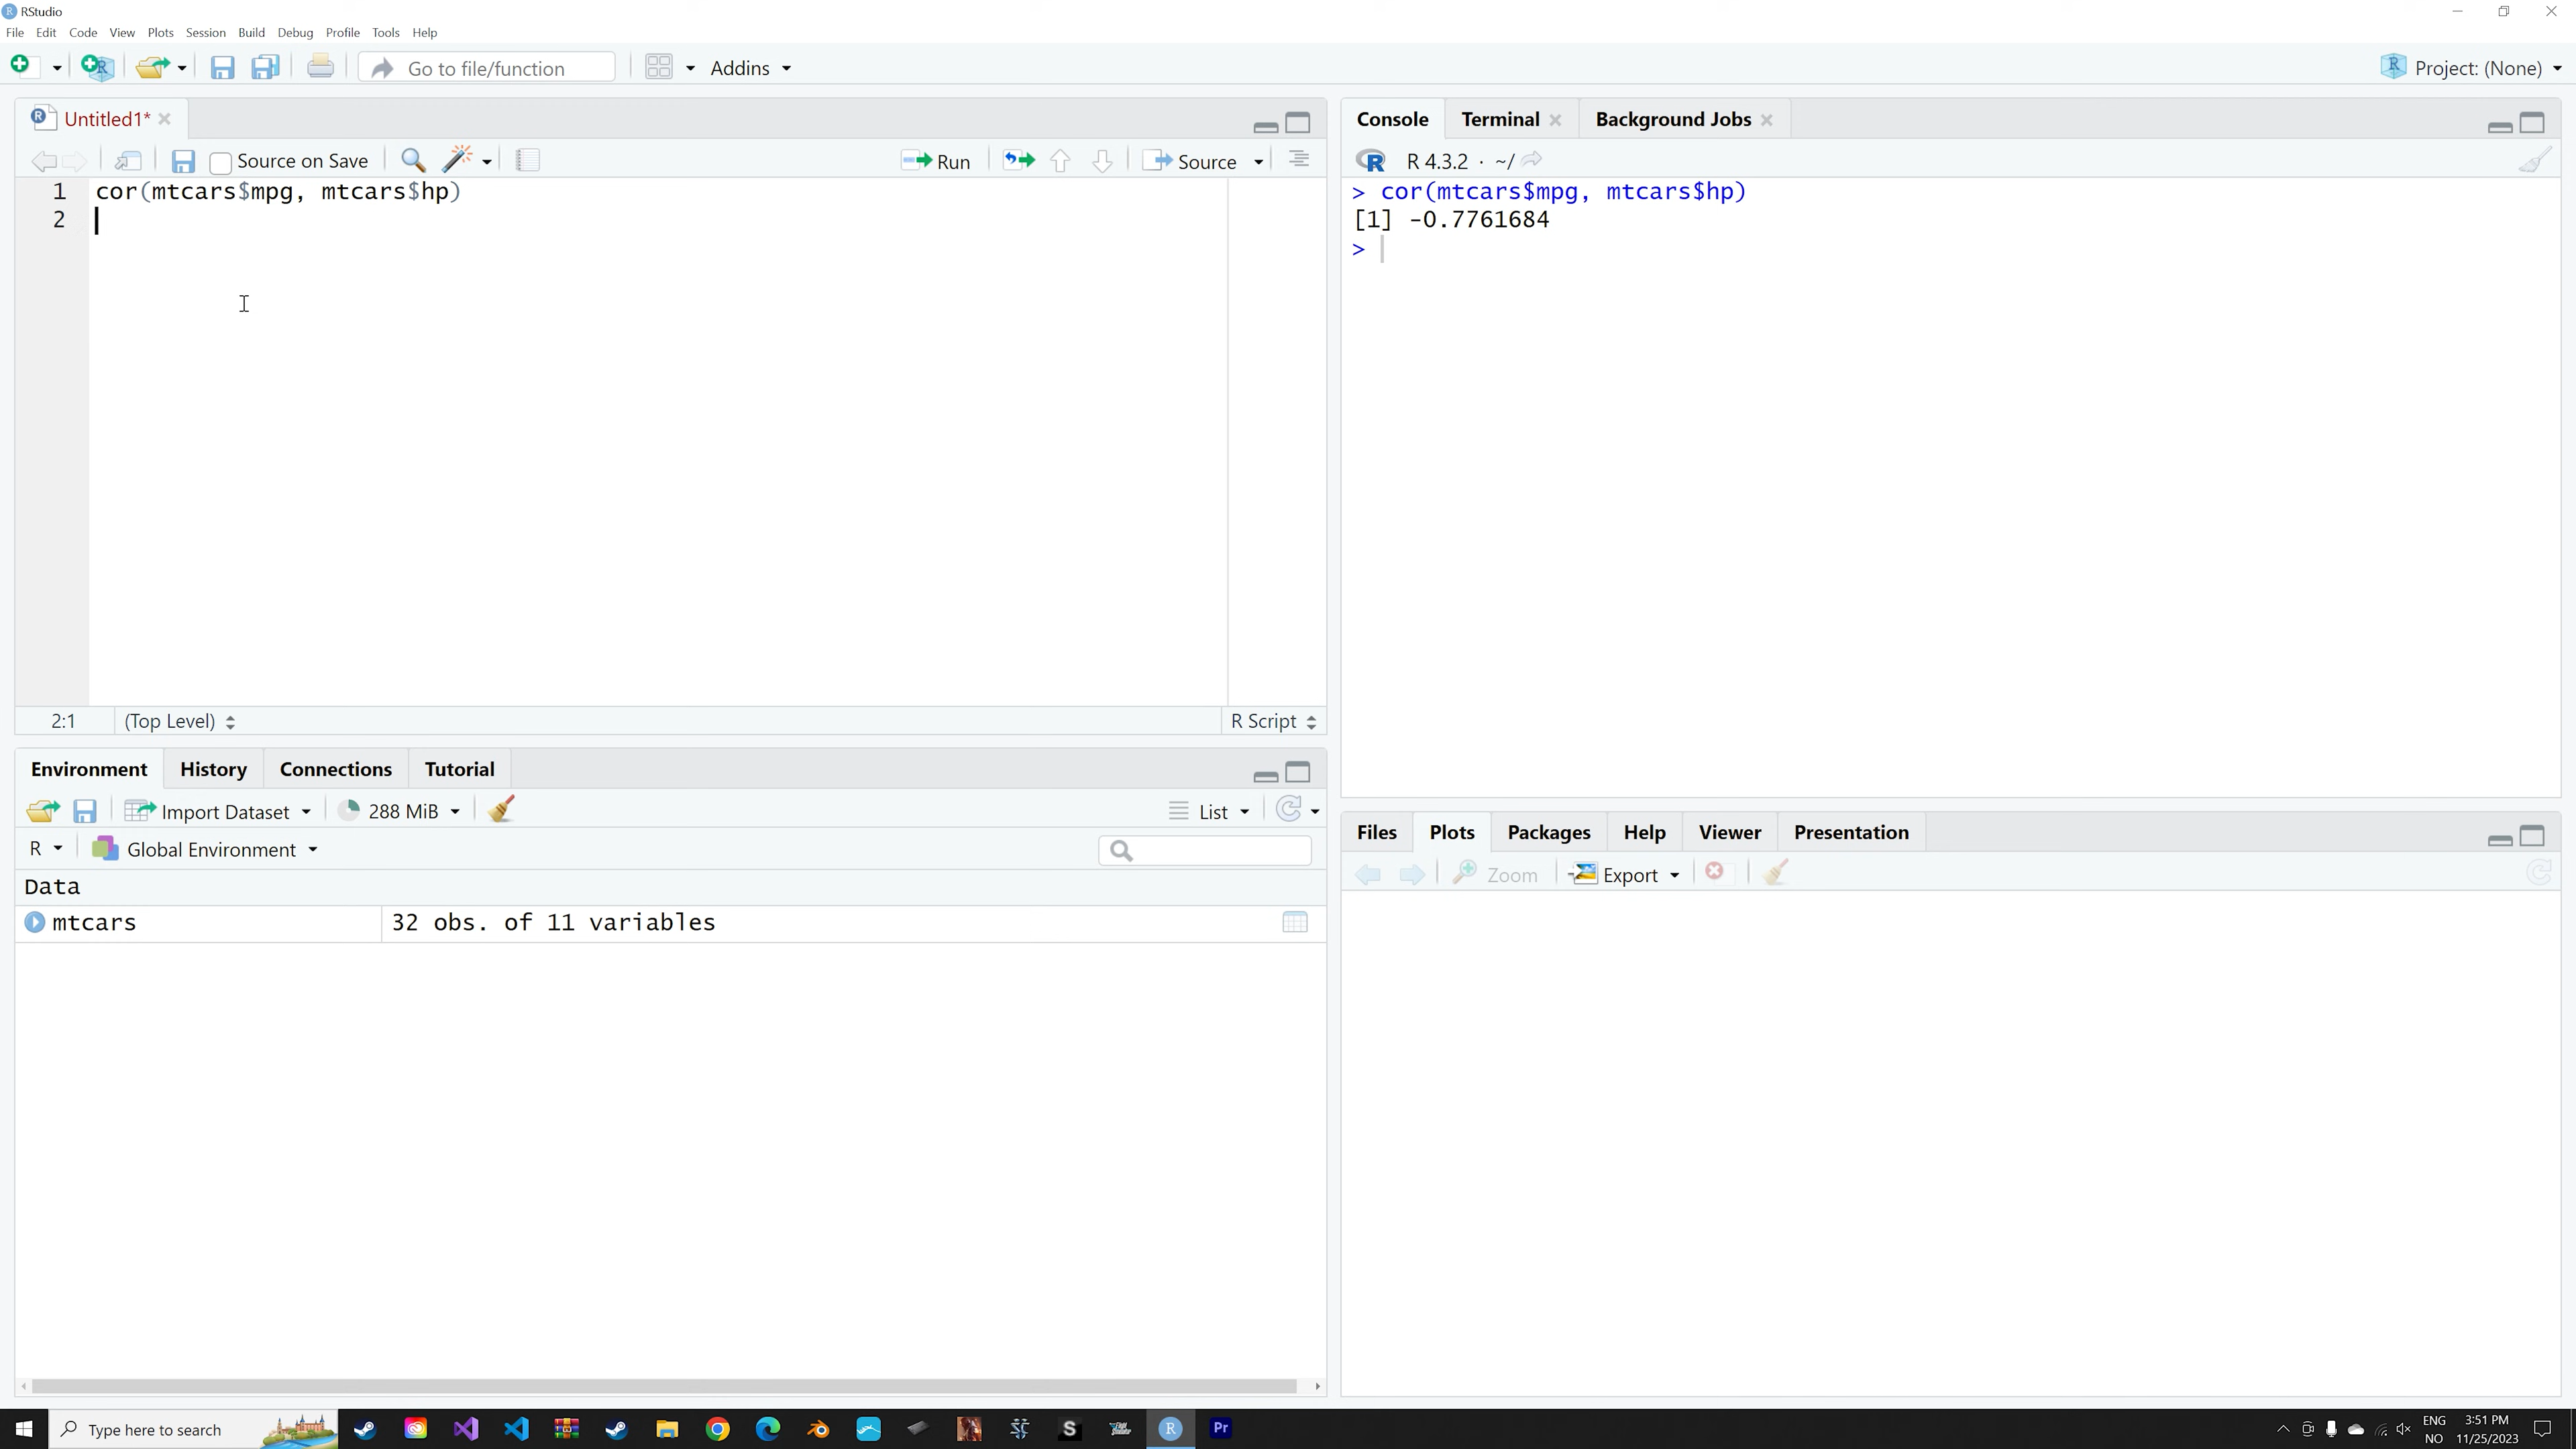 RStudio
File Edit Code View Plots Session Build Debug Profile Tools Help
Go to file/function Addins Project: (None)
Untitled1*
Source on Save Run Source
1 cor(mtcars$mpg, mtcars$hp)
2
2:1 (Top Level) R Script
Environment History Connections Tutorial
Import Dataset 288 MiB List
R Global Environment
Data
mtcars 32 obs. of 11 variables
Console Terminal Background Jobs
R 4.3.2 · ~/
> cor(mtcars$mpg, mtcars$hp)
[1] -0.7761684
>
Files Plots Packages Help Viewer Presentation
Zoom Export
Type here to search
S
R
Pr
ENG
NO
3:51 PM
11/25/2023